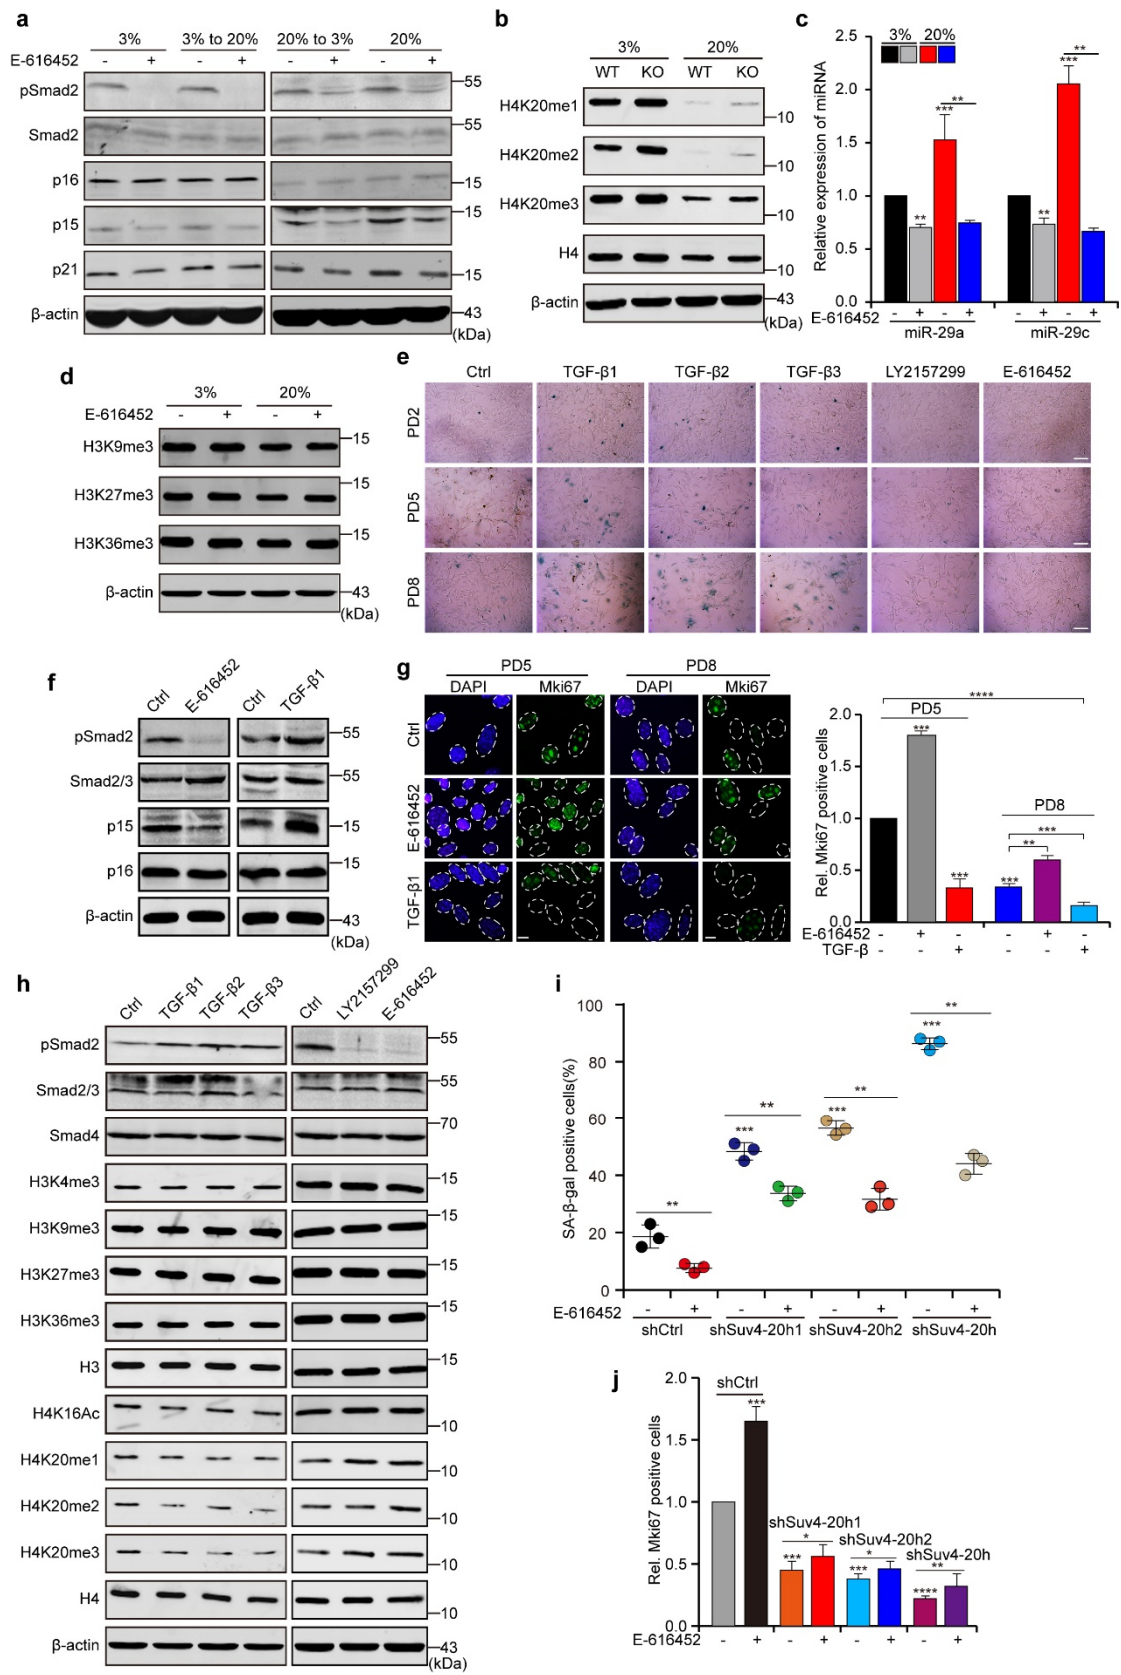 a
3% 3% to 20% 20% to 3% 20%
E-616452 - + - + - + - +
pSmad2 55
Smad2 55
p16 15
p15 15
p21 15
β-actin 43
(kDa)
b
3% 20%
WT KO WT KO
H4K20me1 10
H4K20me2 10
H4K20me3 10
H4 10
β-actin 43
(kDa)
c
3% 20%
Relative expression of miRNA
2.5
2.0
1.5
1.0
0.5
0.0
** *** ** ** *** **
E-616452 - + - + - + - +
miR-29a miR-29c
d
3% 20%
E-616452 - + - +
H3K9me3 15
H3K27me3 15
H3K36me3 15
β-actin 43
(kDa)
e
Ctrl TGF-β1 TGF-β2 TGF-β3 LY2157299 E-616452
PD2
PD5
PD8
f
Ctrl E-616452 Ctrl TGF-β1
pSmad2 55
Smad2/3 55
p15 15
p16 15
β-actin 43
(kDa)
g
PD5 PD8
DAPI Mki67 DAPI Mki67
Ctrl
E-616452
TGF-β1
Rel. Mki67 positive cells
2.0
1.5
1.0
0.5
0.0
****
PD5
***
***
PD8
***
**
***
E-616452 - + - - + -
TGF-β - - + - - +
h
Ctrl TGF-β1 TGF-β2 TGF-β3 Ctrl LY2157299 E-616452
pSmad2 55
Smad2/3 55
Smad4 70
H3K4me3 15
H3K9me3 15
H3K27me3 15
H3K36me3 15
H3 15
H4K16Ac 10
H4K20me1 10
H4K20me2 10
H4K20me3 10
H4 10
β-actin 43
(kDa)
i
SA-β-gal positive cells(%)
100
80
60
40
20
0
** *** ** *** ** *** **
E-616452 - + - + - + - +
shCtrl shSuv4-20h1 shSuv4-20h2 shSuv4-20h
j
Rel. Mki67 positive cells
2.0
1.5
1.0
0.5
0.0
shCtrl
***
shSuv4-20h1
*** *
shSuv4-20h2
*** *
shSuv4-20h
**** **
E-616452 - + - + - + - +